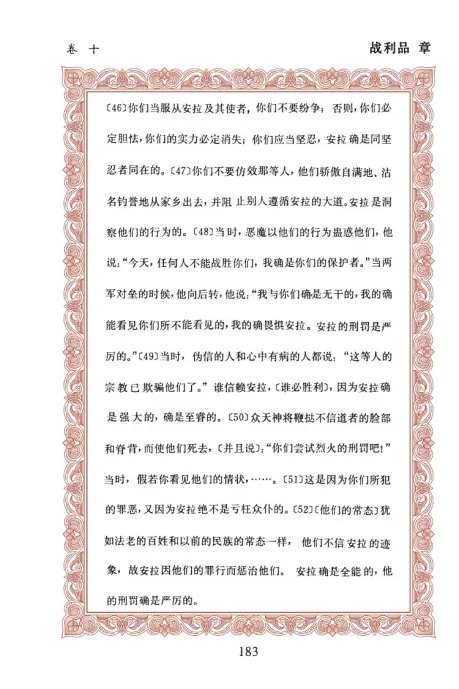 卷 十
战利品 章
〔46〕你们当服从安拉及其使者，你们不要纷争；否则，你们必
定胆怯，你们的实力必定消失；你们应当坚忍，安拉确是同坚
忍者同在的。〔47〕你们不要仿效那等人，他们骄傲自满地、沽
名钓誉地从家乡出去，并阻止别人遵循安拉的大道。安拉是洞
察他们的行为的。〔48〕当时，恶魔以他们的行为蛊惑他们，他
说：“今天，任何人不能战胜你们，我确是你们的保护者。”当两
军对垒的时候，他向后转，他说：“我与你们确是无干的，我的确
能看见你们所不能看见的，我的确畏惧安拉。安拉的刑罚是严
厉的。”〔49〕当时，伪信的人和心中有病的人都说：“这等人的
宗教已欺骗他们了。”谁信赖安拉，〔谁必胜利〕，因为安拉确
是强大的，确是至睿的。〔50〕众天神将鞭挞不信道者的脸部
和脊背，而使他们死去，〔并且说〕：“你们尝试烈火的刑罚吧！”
当时，假若你看见他们的情状，……。〔51〕这是因为你们所犯
的罪恶，又因为安拉绝不是亏枉众仆的。〔52〕〔他们的常态〕犹
如法老的百姓和以前的民族的常态一样，他们不信安拉的迹
象，故安拉因他们的罪行而惩治他们。安拉确是全能的，他
的刑罚确是严厉的。
183